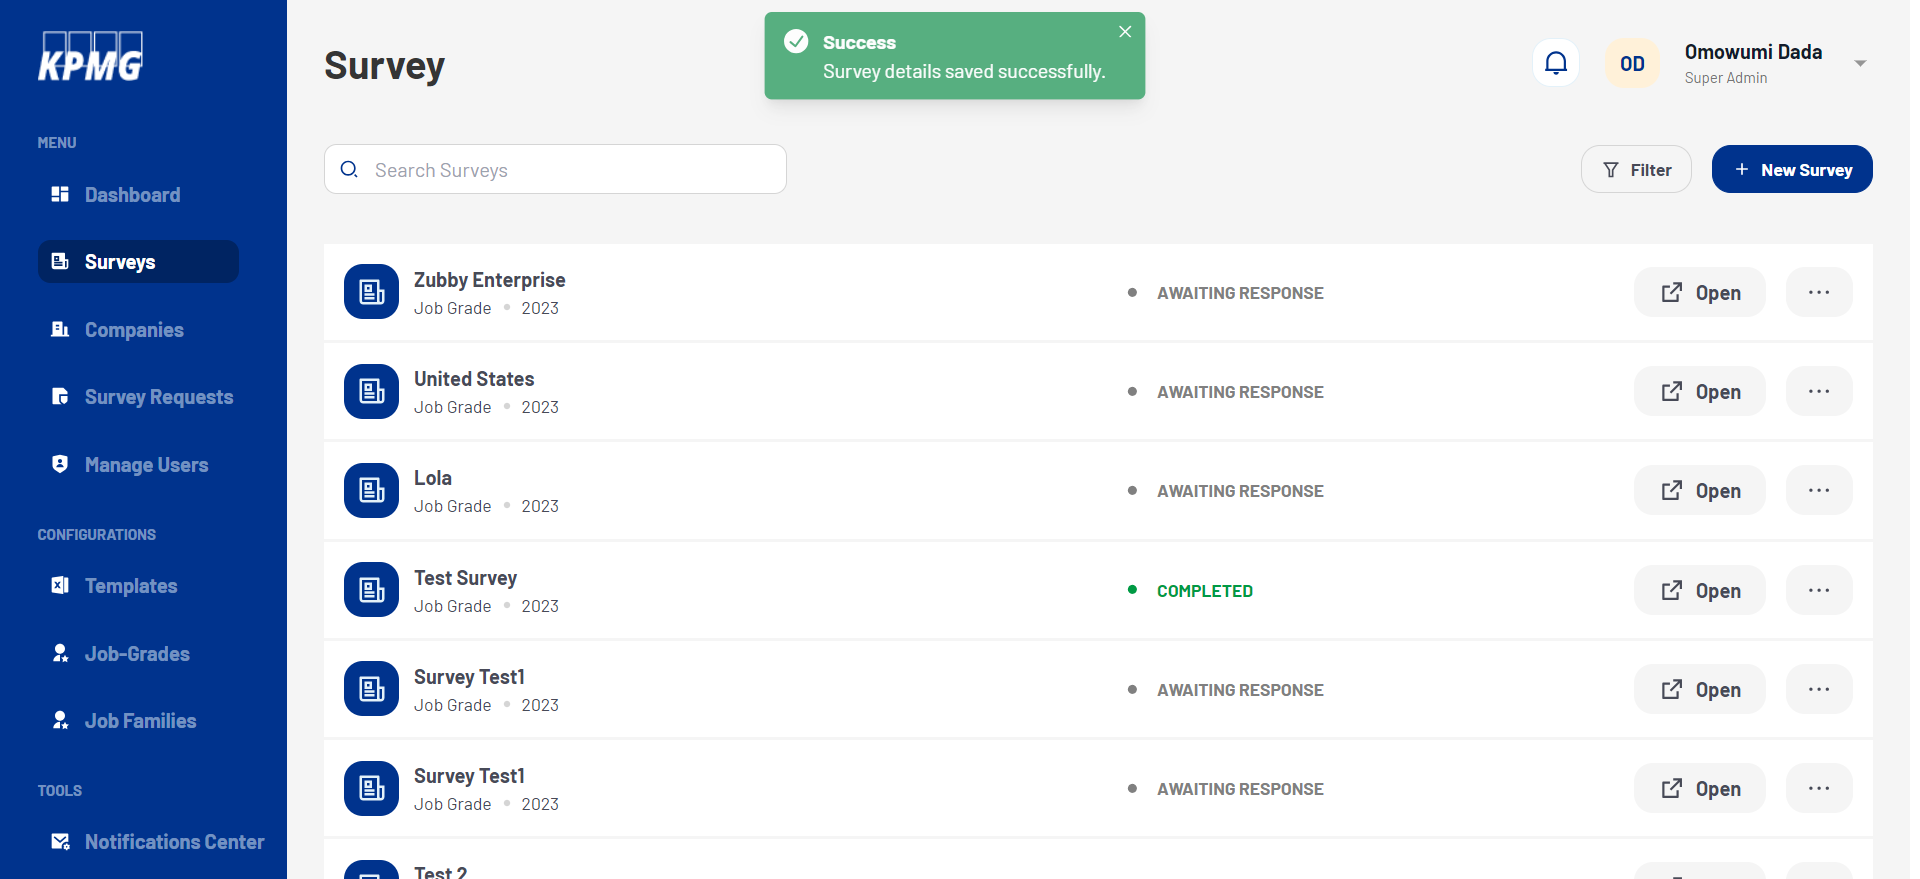 KPMG
MENU
Dashboard
Surveys
Companies
Survey Requests
Manage Users
CONFIGURATIONS
Templates
Job-Grades
Job Families
TOOLS
Notifications Center
Survey
Success
Survey details saved successfully.
OD
Omowumi Dada
Super Admin
Search Surveys
Filter
+ New Survey
Zubby Enterprise
Job Grade • 2023
AWAITING RESPONSE
Open
United States
Job Grade • 2023
AWAITING RESPONSE
Open
Lola
Job Grade • 2023
AWAITING RESPONSE
Open
Test Survey
Job Grade • 2023
COMPLETED
Open
Survey Test1
Job Grade • 2023
AWAITING RESPONSE
Open
Survey Test1
Job Grade • 2023
AWAITING RESPONSE
Open
Test 2